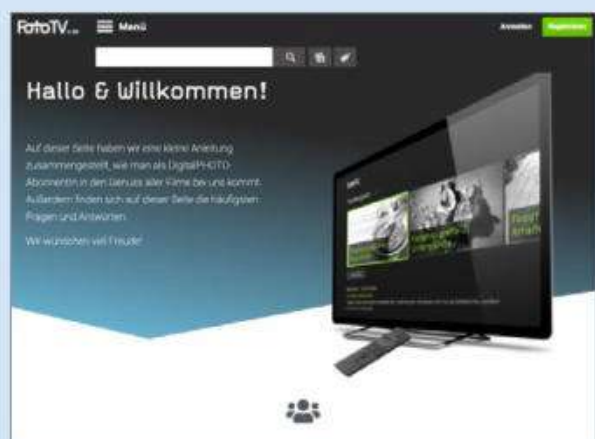 FotoTV.
Menü
Anmelden
Registrieren
Hallo & Willkommen!
Auf dieser Seite haben wir eine kleine Anleitung
zusammengestellt, wie man als DigitalPHOTO-
AbonnentIn in den Genuss aller Filme bei uns kommt.
Außerdem finden sich auf dieser Seite die häufigsten
Fragen und Antworten.
Wir wünschen viel Freude!